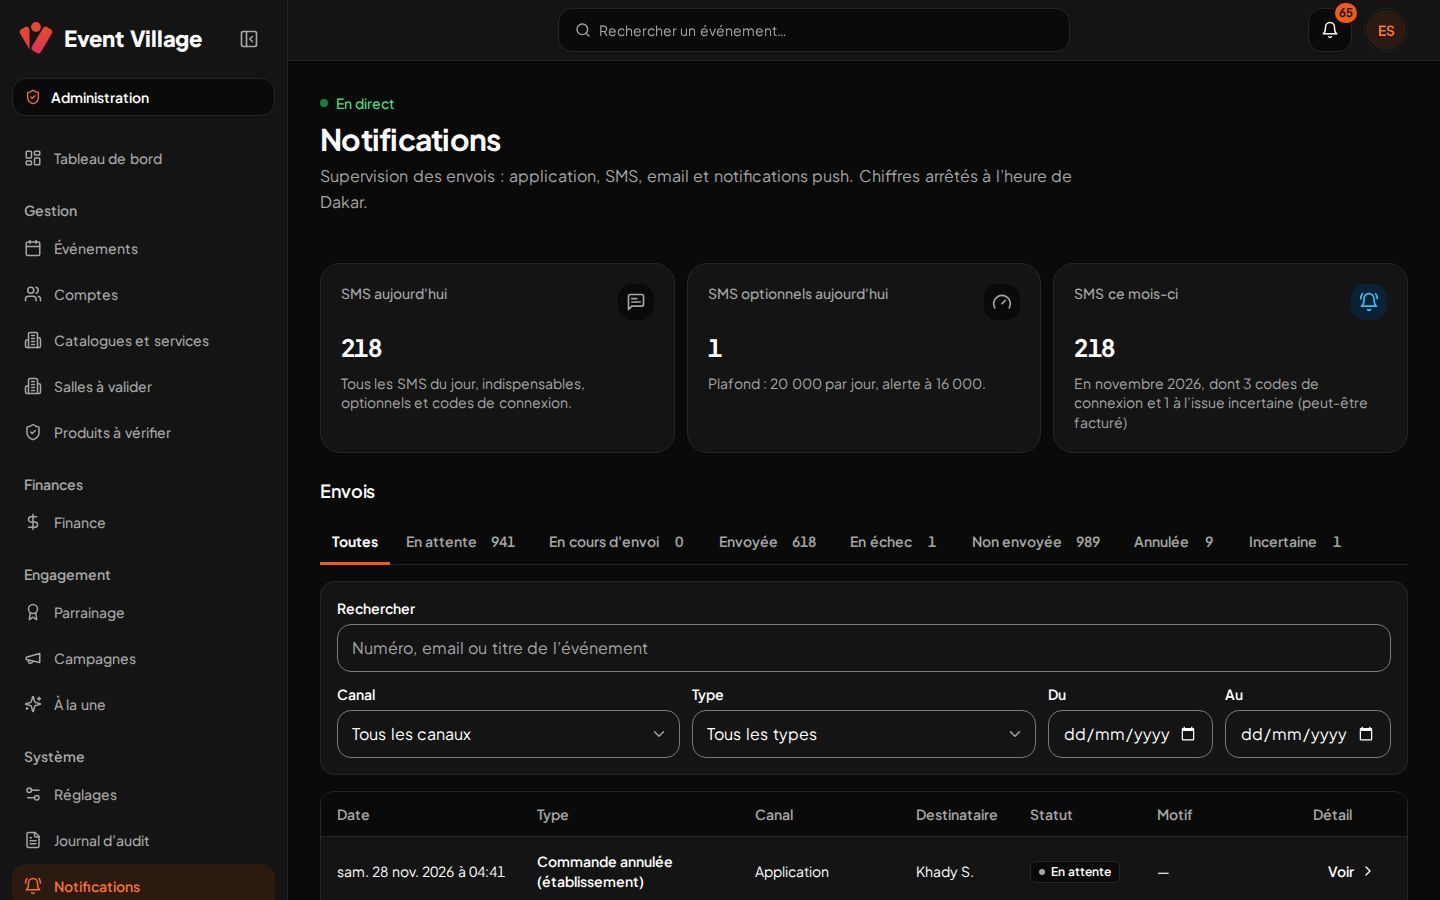 Event Village
Administration
Tableau de bord
Gestion
Événements
Comptes
Catalogues et services
Salles à valider
Produits à vérifier
Finances
Finance
Engagement
Parrainage
Campagnes
À la une
Système
Réglages
Journal d'audit
Notifications
Rechercher un événement...
65
ES
En direct
Notifications
Supervision des envois : application, SMS, email et notifications push. Chiffres arrêtés à l'heure de
Dakar.
SMS aujourd'hui
218
Tous les SMS du jour, indispensables,
optionnels et codes de connexion.
SMS optionnels aujourd'hui
1
Plafond : 20 000 par jour, alerte à 16 000.
SMS ce mois-ci
218
En novembre 2026, dont 3 codes de
connexion et 1 à l'issue incertaine (peut-être
facturé)
Envois
Toutes En attente 941 En cours d'envoi 0 Envoyée 618 En échec 1 Non envoyée 989 Annulée 9 Incertaine 1
Rechercher
Numéro, email ou titre de l'événement
Canal Type Du Au
Tous les canaux Tous les types dd/mm/yyyy dd/mm/yyyy
Date Type Canal Destinataire Statut Motif Détail
sam. 28 nov. 2026 à 04:41 Commande annulée (établissement) Application Khady S. En attente — Voir